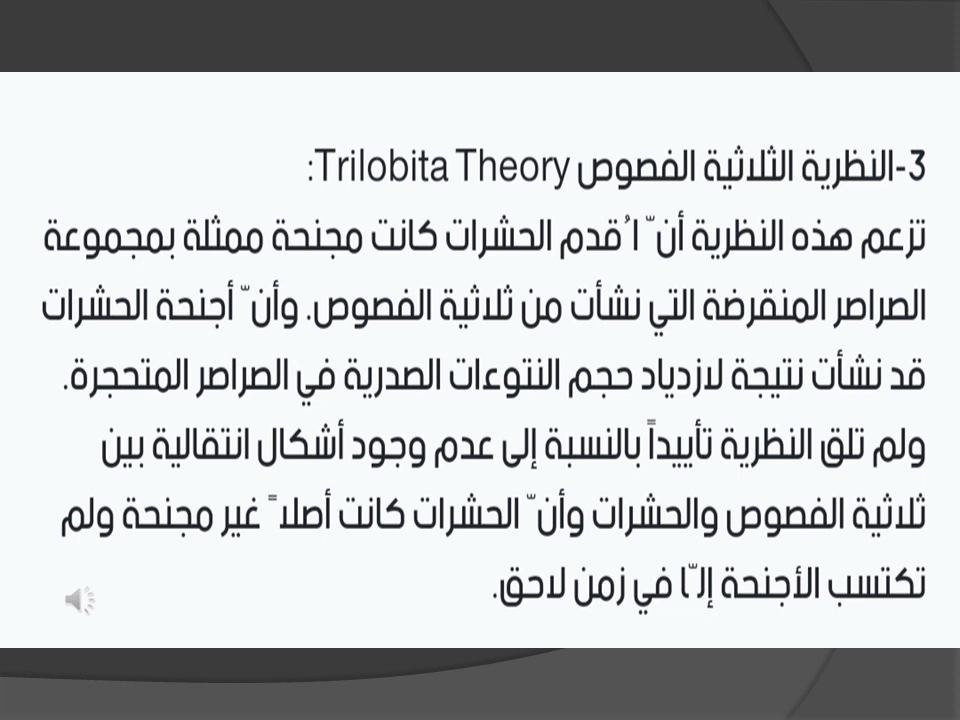 3-النظرية الثلاثية الفصوص Trilobita Theory:
تزعم هذه النظرية أنّ اُقدم الحشرات كانت مجنحة ممثلة بمجموعة
الصراصر المنقرضة التي نشأت من ثلاثية الفصوص. وأنّ أجنحة الحشرات
قد نشأت نتيجة لازدياد حجم النتوءات الصدرية في الصراصر المتحجرة.
ولم تلق النظرية تأييداً بالنسبة إلى عدم وجود أشكال انتقالية بين
ثلاثية الفصوص والحشرات وأنّ الحشرات كانت أصلاً غير مجنحة ولم
تكتسب الأجنحة إلّا في زمن لاحق.